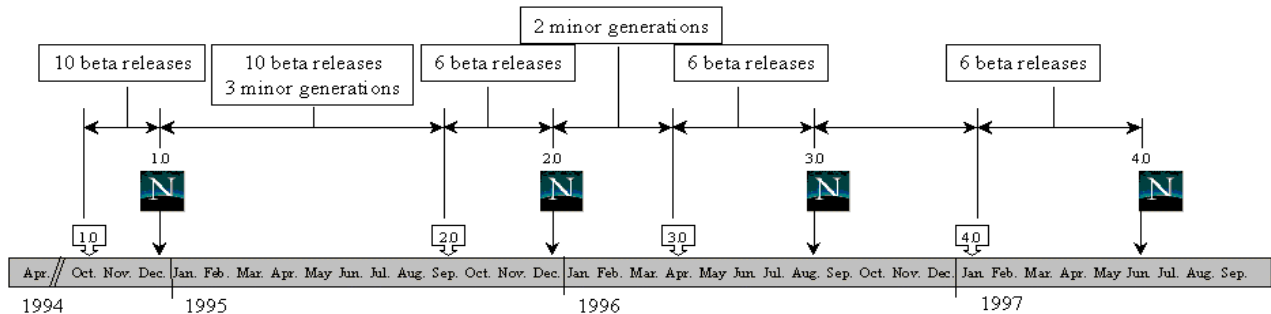 2 minor generations
10 beta releases
10 beta releases
3 minor generations
6 beta releases
6 beta releases
6 beta releases
1.0
2.0
3.0
4.0
N
N
N
N
1.0
2.0
3.0
4.0
Apr. Oct. Nov. Dec. Jan. Feb. Mar. Apr. May Jun. Jul. Aug. Sep. Oct. Nov. Dec. Jan Feb. Mar. Apr. May Jun. Jul. Aug. Sep. Oct. Nov. Dec. Jan Feb. Mar. Apr. May Jun Jul. Aug. Sep.
1994 1995 1996 1997